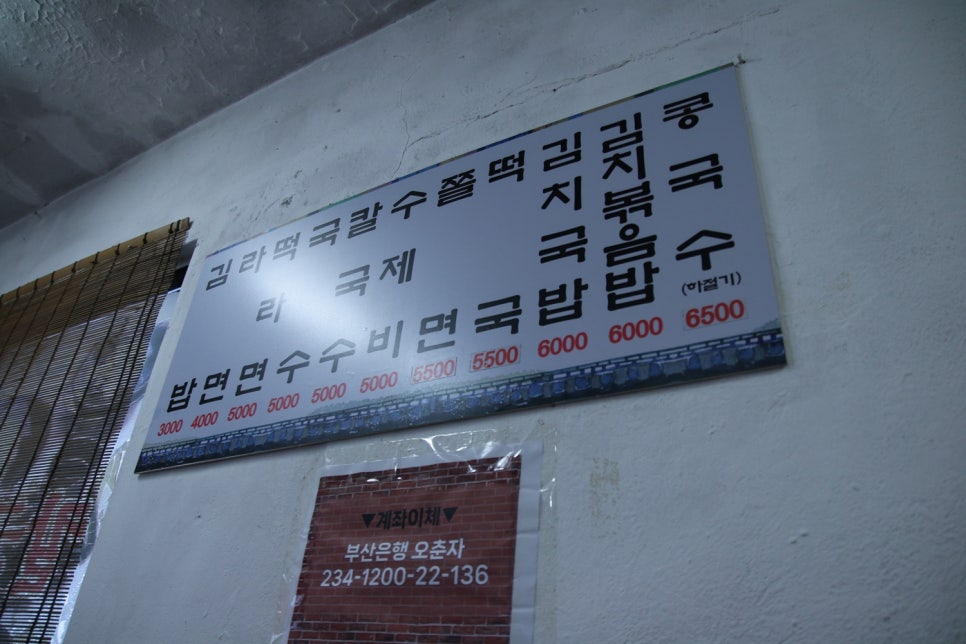 김밥 3000
라면 4000
떡라면 5000
국수 5000
칼국수 5000
수제비 5000
쫄면 5500
떡국 5500
김치국밥 6000
김치볶음밥 6000
콩국수 (하절기) 6500
▼계좌이체▼
부산은행 오춘자
234-1200-22-136